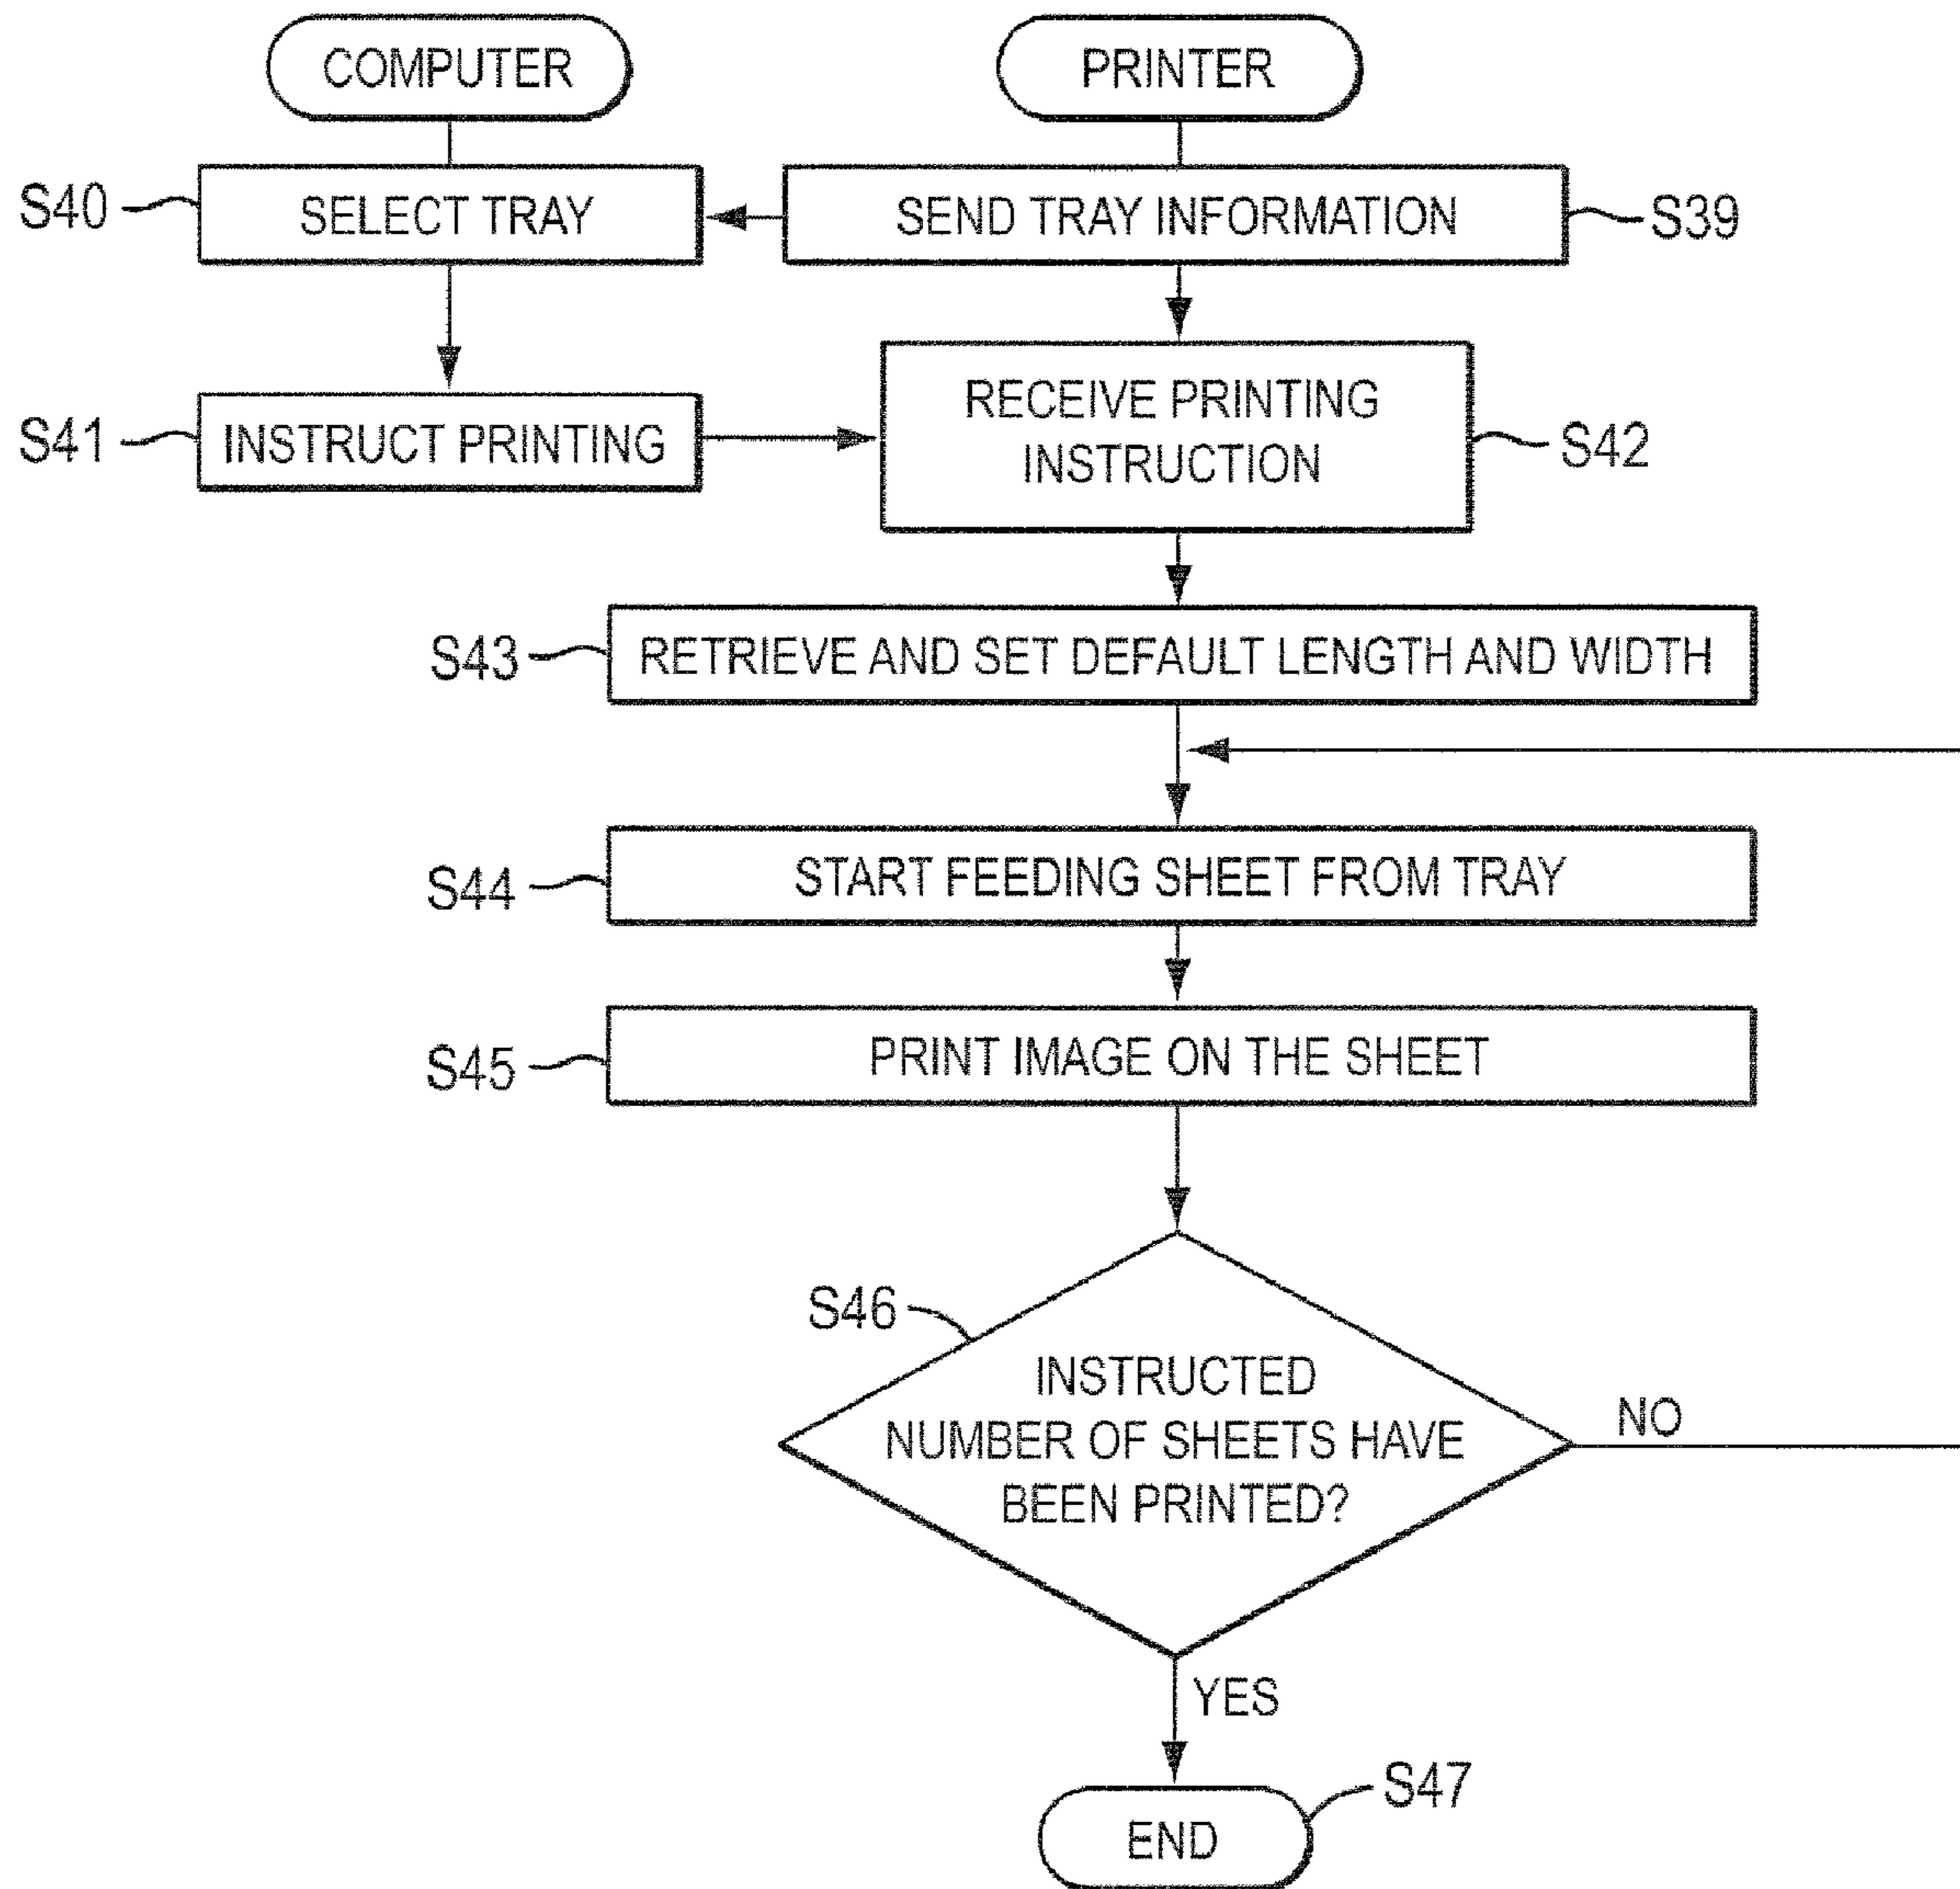 COMPUTER
PRINTER
S40
SELECT TRAY
SEND TRAY INFORMATION
S39
S41
INSTRUCT PRINTING
RECEIVE PRINTING
INSTRUCTION
S42
S43
RETRIEVE AND SET DEFAULT LENGTH AND WIDTH
S44
START FEEDING SHEET FROM TRAY
S45
PRINT IMAGE ON THE SHEET
S46
INSTRUCTED
NUMBER OF SHEETS HAVE
BEEN PRINTED?
NO
YES
S47
END